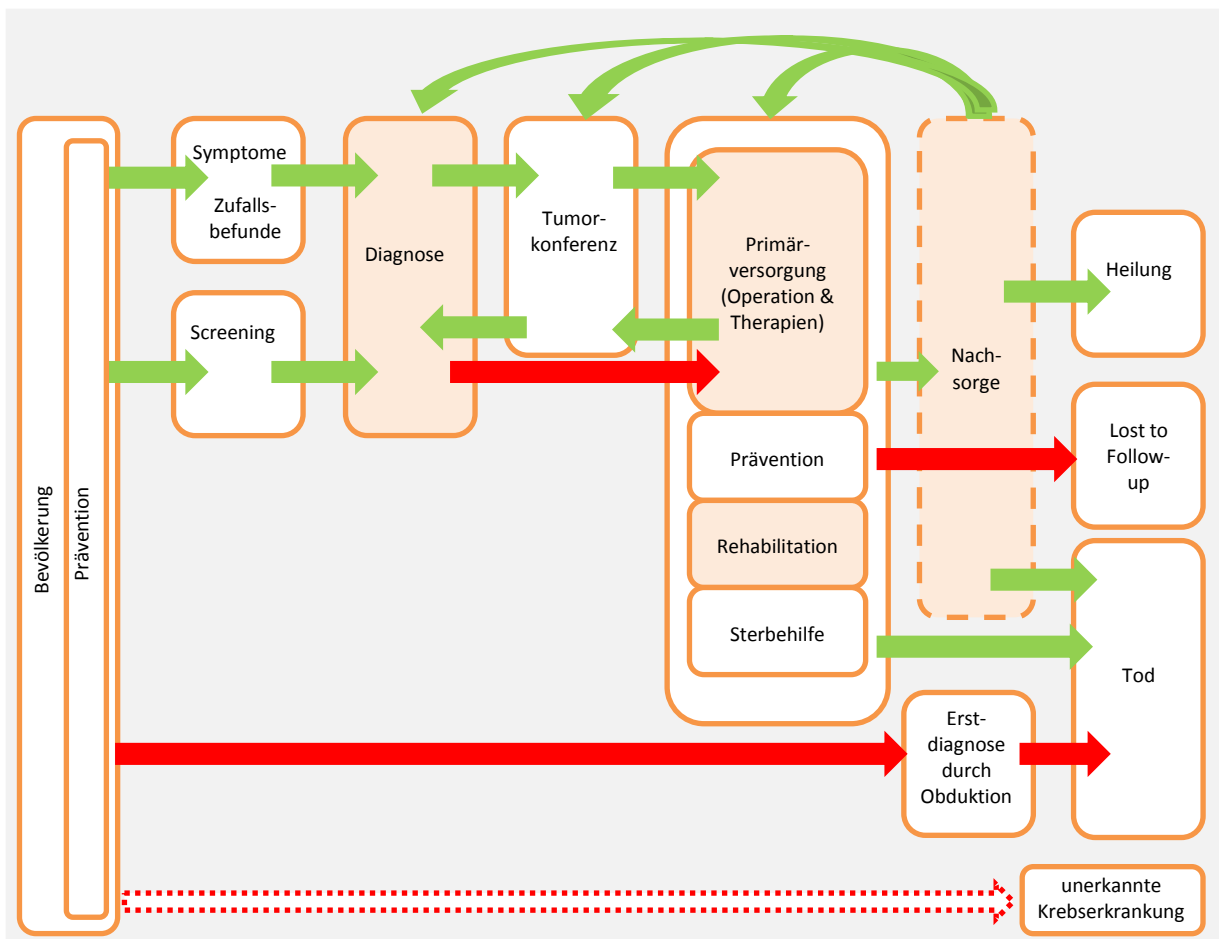 Bevölkerung
Prävention
Symptome
Zufalls-
befunde
Screening
Diagnose
Tumor-
konferenz
Primär-
versorgung
(Operation &
Therapien)
Prävention
Rehabilitation
Sterbehilfe
Nach-
sorge
Heilung
Lost to
Follow-
up
Tod
Erst-
diagnose
durch
Obduktion
unerkannte
Krebserkrankung